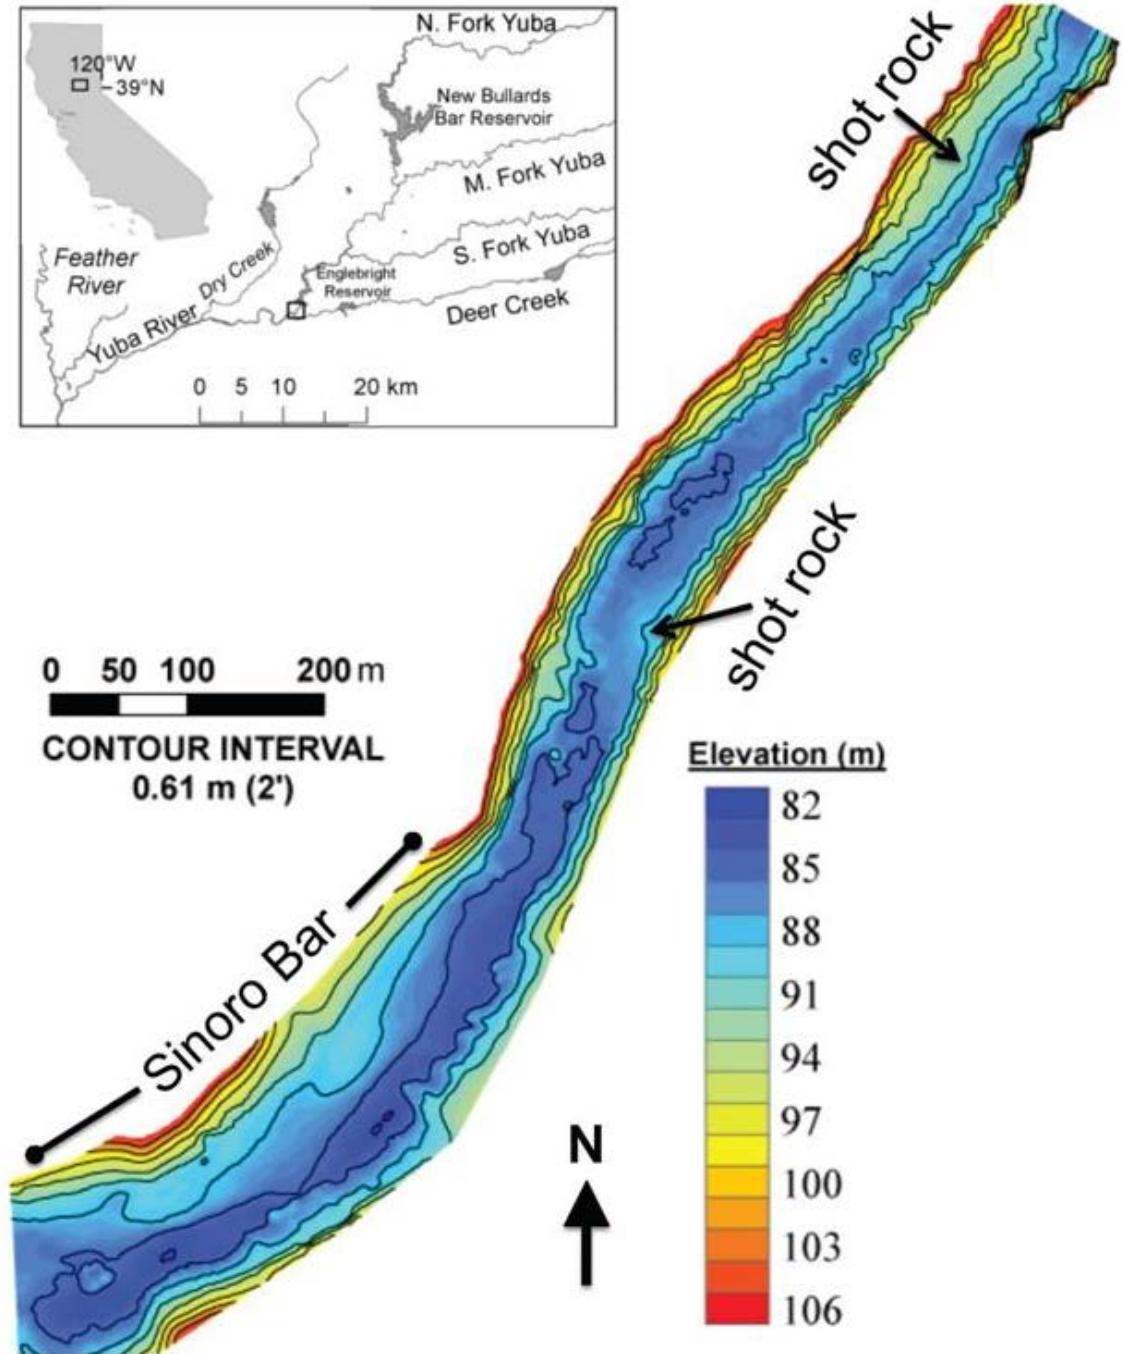 N. Fork Yuba
120°W
39°N
New Bullards
Bar Reservoir
M. Fork Yuba
S. Fork Yuba
Feather
River
Dry Creek
Englebright
Reservoir
Deer Creek
Yuba River
0 5 10 20 km
shot rock
shot rock
0 50 100 200 m
CONTOUR INTERVAL
0.61 m (2')
Elevation (m)
82
85
88
91
94
97
100
103
106
Sinoro Bar
N